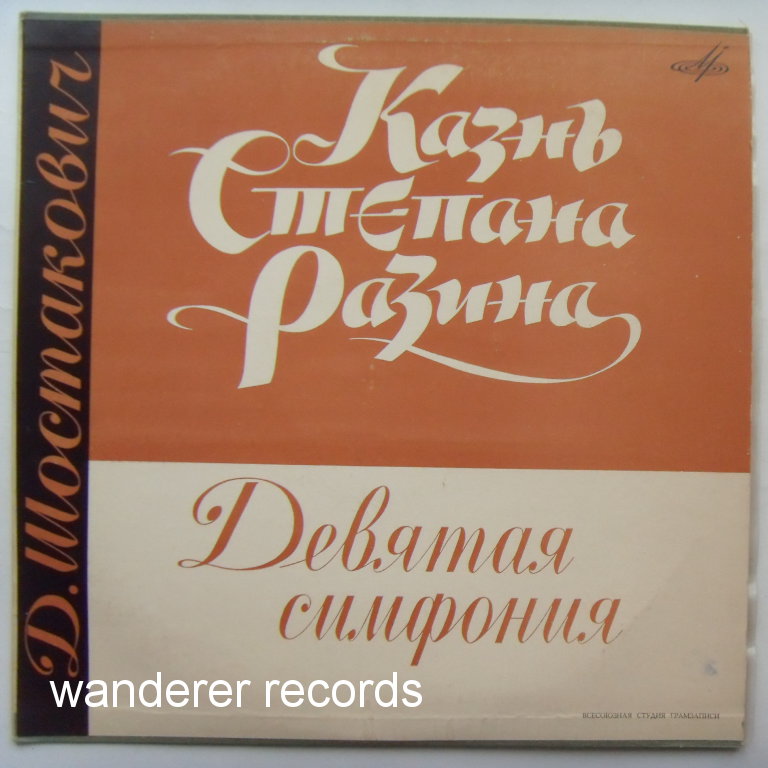 Д. Шостакович
Казнь
Степана
Разина
Девятая
симфония
wanderer records
ВСЕСОЮЗНАЯ СТУДИЯ ГРАМЗАПИСИ